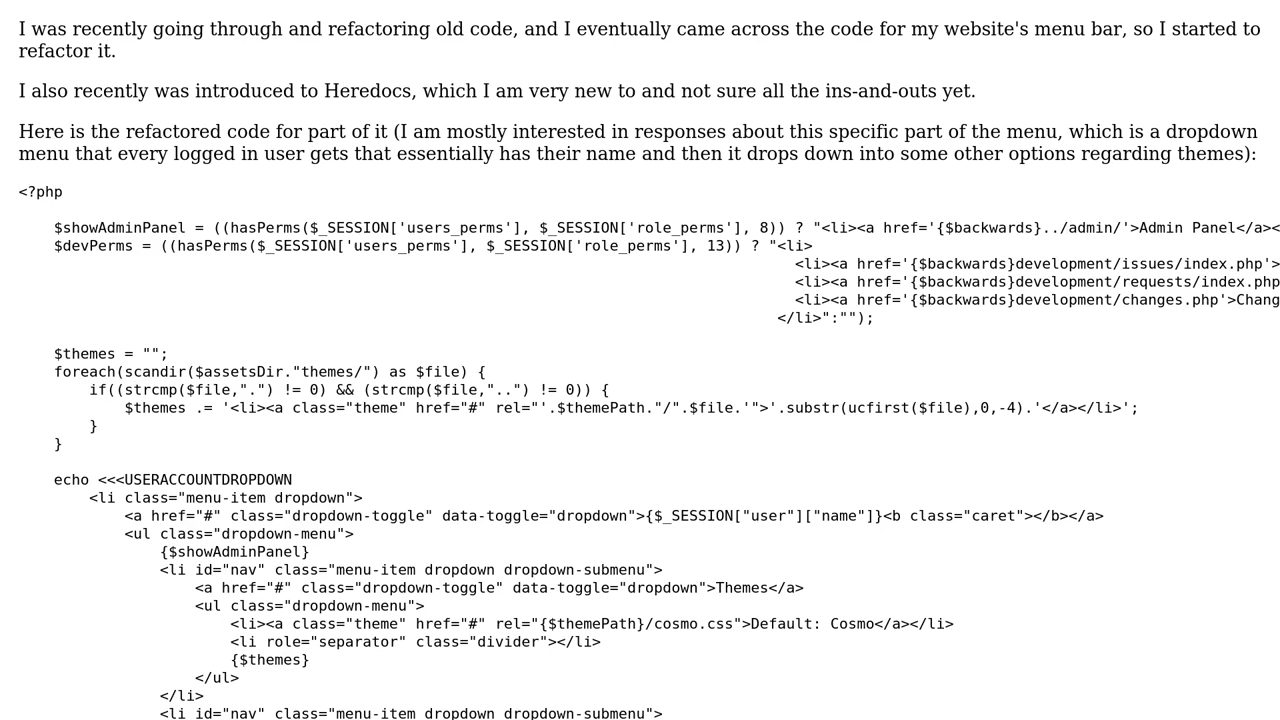 I was recently going through and refactoring old code, and I eventually came across the code for my website's menu bar, so I started to
refactor it.
I also recently was introduced to Heredocs, which I am very new to and not sure all the ins-and-outs yet.
Here is the refactored code for part of it (I am mostly interested in responses about this specific part of the menu, which is a dropdown
menu that every logged in user gets that essentially has their name and then it drops down into some other options regarding themes):
<?php
    $showAdminPanel = ((hasPerms($_SESSION['users_perms'], $_SESSION['role_perms'], 8)) ? "<li><a href='{$backwards}../admin/'>Admin Panel</a><
    $devPerms = ((hasPerms($_SESSION['users_perms'], $_SESSION['role_perms'], 13)) ? "<li>
                                                                                        <li><a href='{$backwards}development/issues/index.php'>
                                                                                        <li><a href='{$backwards}development/requests/index.php
                                                                                        <li><a href='{$backwards}development/changes.php'>Chang
                                                                                      </li>":"");
    $themes = "";
    foreach(scandir($assetsDir."themes/") as $file) {
        if((strcmp($file,".") != 0) && (strcmp($file,"..") != 0)) {
            $themes .= '<li><a class="theme" href="#" rel="'.$themePath."/".$file.'">'.substr(ucfirst($file),0,-4).'</a></li>';
        }
    }
    echo <<<USERACCOUNTDROPDOWN
        <li class="menu-item dropdown">
            <a href="#" class="dropdown-toggle" data-toggle="dropdown">{$_SESSION["user"]["name"]}<b class="caret"></b></a>
            <ul class="dropdown-menu">
                {$showAdminPanel}
                <li id="nav" class="menu-item dropdown dropdown-submenu">
                    <a href="#" class="dropdown-toggle" data-toggle="dropdown">Themes</a>
                    <ul class="dropdown-menu">
                        <li><a class="theme" href="#" rel="{$themePath}/cosmo.css">Default: Cosmo</a></li>
                        <li role="separator" class="divider"></li>
                        {$themes}
                    </ul>
                </li>
                <li id="nav" class="menu-item dropdown dropdown-submenu">